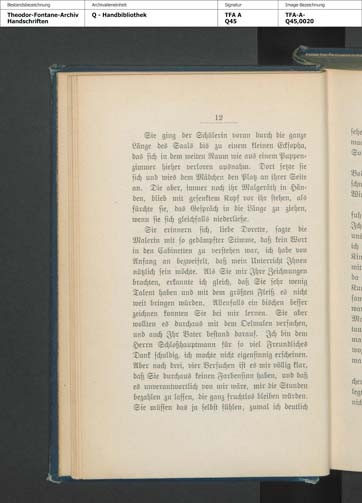 Bestandsbezeichnung
Archivalieneinheit
Signatur
Image-Bezeichnung
Theodor-Fontane-Archiv
Handschriften
Q - Handbibliothek
TFA A
Q45
TFA-A-
Q45,0020
12
Sie ging der Schülerin voran durch die ganze
Länge des Saals bis zu einem kleinen Ecksopha,
das sich in dem weiten Raum wie aus einem Puppen-
zimmer hieher verloren ausnahm. Dort setzte sie
sich und wies dem Mädchen den Platz an ihrer Seite
an. Die aber, immer noch ihr Malgeräth in Hän-
den, blieb mit gesenktem Kopf vor ihr stehen, als
fürchte sie, das Gespräch in die Länge zu ziehen,
wenn sie sich gleichfalls niederließe.
Sie erinnern sich, liebe Dorette, sagte die
Malerin mit so gedämpfter Stimme, daß kein Wort
in den Cabinetten zu verstehen war, ich habe von
Anfang an bezweifelt, daß mein Unterricht Ihnen
nützlich sein möchte. Als Sie mir Ihre Zeichnungen
brachten, erkannte ich gleich, daß Sie sehr wenig
Talent haben und mit dem größten Fleiß es nicht
weit bringen würden. Allenfalls ein bischen besser
zeichnen konnten Sie bei mir lernen. Sie aber
wollten es durchaus mit dem Oelmalen versuchen,
und auch Ihr Vater bestand darauf. Ich bin dem
Herrn Schloßhauptmann für so viel Freundliches
Dank schuldig, ich mochte nicht eigensinnig erscheinen.
Aber nach drei, vier Versuchen ist es mir völlig klar,
daß Sie durchaus keinen Farbensinn haben, und daß
es unverantwortlich von mir wäre, mir die Stunden
bezahlen zu lassen, die ganz fruchtlos bleiben würden.
Sie müssen das ja selbst fühlen, zumal ich deutlich